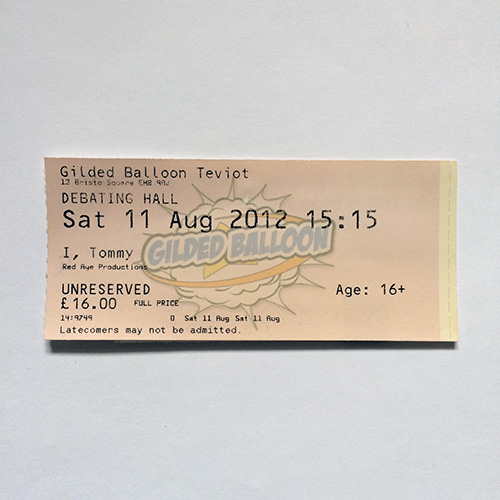 Gilded Balloon Teviot
13 Bristo Square EH8 9AJ
DEBATING HALL
Sat 11 Aug 2012 15:15
GILDED BALLOON
I, Tommy
Red Aye Productions
UNRESERVED
Age: 16+
£16.00 FULL PRICE
14:9749 0 Sat 11 Aug Sat 11 Aug
Latecomers may not be admitted.